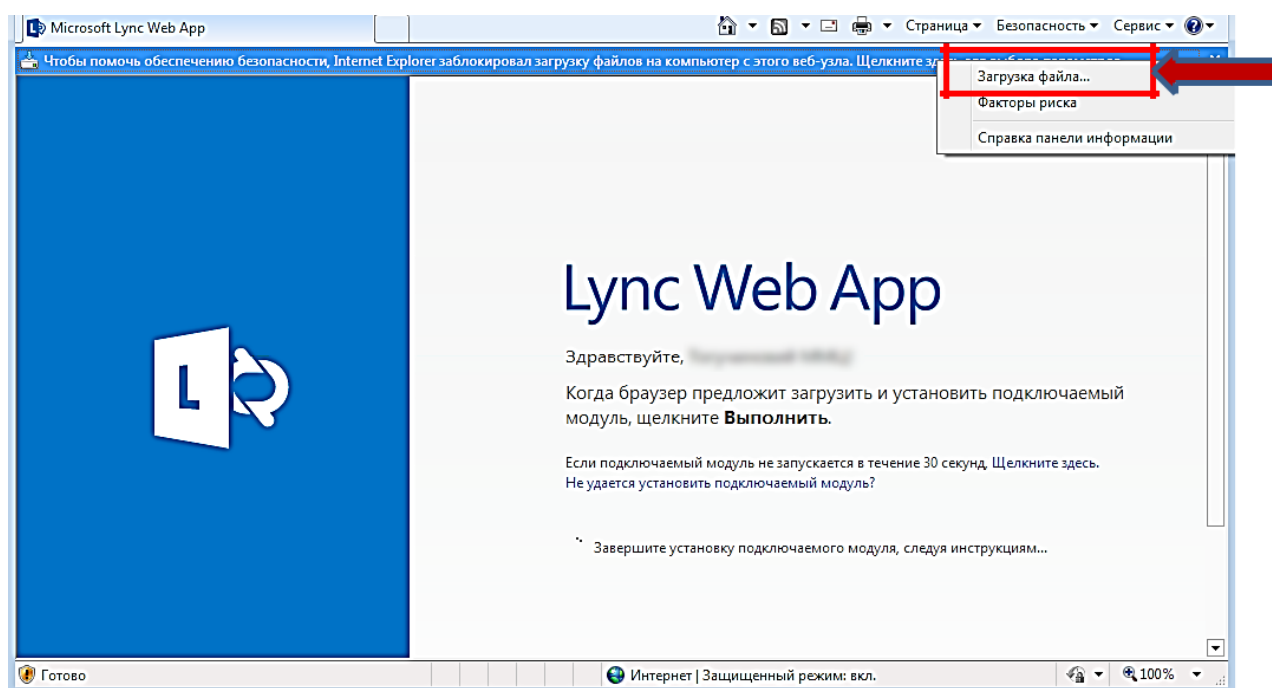 Microsoft Lync Web App
Страница Безопасность Сервис
Чтобы помочь обеспечению безопасности, Internet Explorer заблокировал загрузку файлов на компьютер с этого веб-узла. Щелкните
Загрузка файла...
Факторы риска
Справка панели информации
L
Lync Web App
Здравствуйте,
Когда браузер предложит загрузить и установить подключаемый
модуль, щелкните Выполнить.
Если подключаемый модуль не запускается в течение 30 секунд, Щелкните здесь.
Не удается установить подключаемый модуль?
Завершите установку подключаемого модуля, следуя инструкциям...
Готово
Интернет | Защищенный режим: вкл.
100%